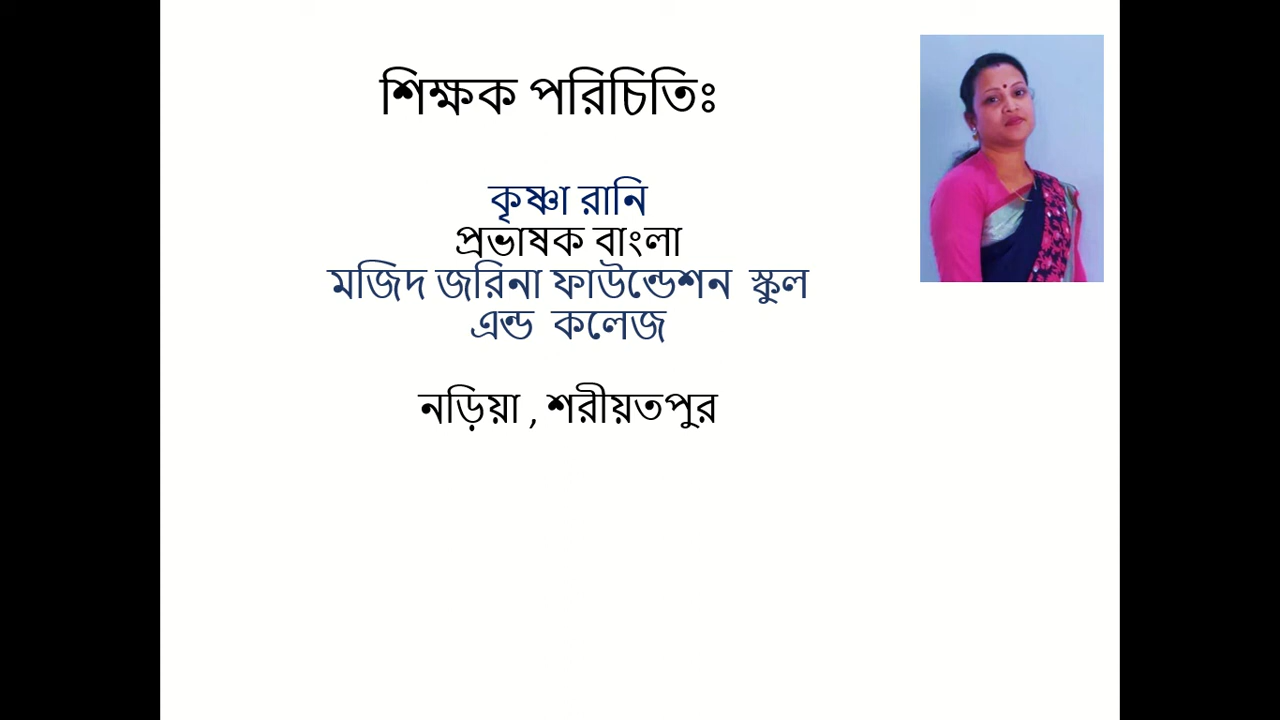 শিক্ষক পরিচিতিঃ
কৃষ্ণা রানি
প্রভাষক বাংলা
মজিদ জরিনা ফাউন্ডেশন স্কুল
এন্ড কলেজ
নড়িয়া , শরীয়তপুর